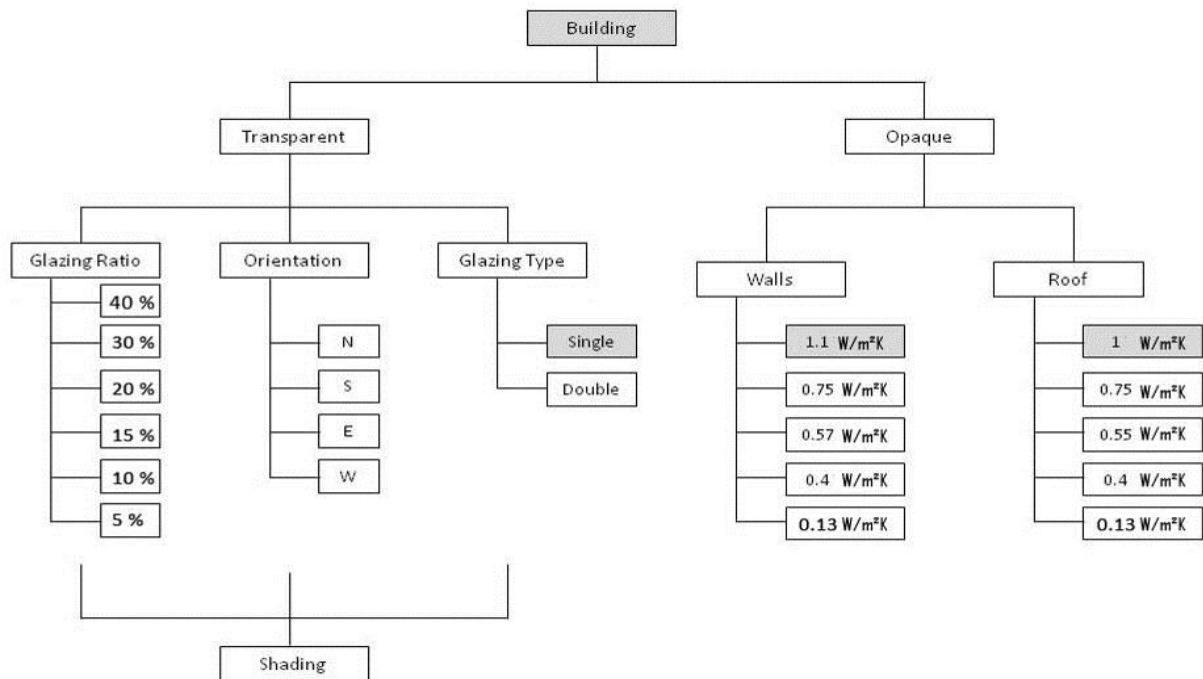 Building
Transparent
Opaque
Glazing Ratio
Orientation
Glazing Type
Walls
Roof
40 %
30 %
20 %
15 %
10 %
5 %
N
S
E
W
Single
Double
1.1 W/m²K
0.75 W/m²K
0.57 W/m²K
0.4 W/m²K
0.13 W/m²K
1 W/m²K
0.75 W/m²K
0.55 W/m²K
0.4 W/m²K
0.13 W/m²K
Shading